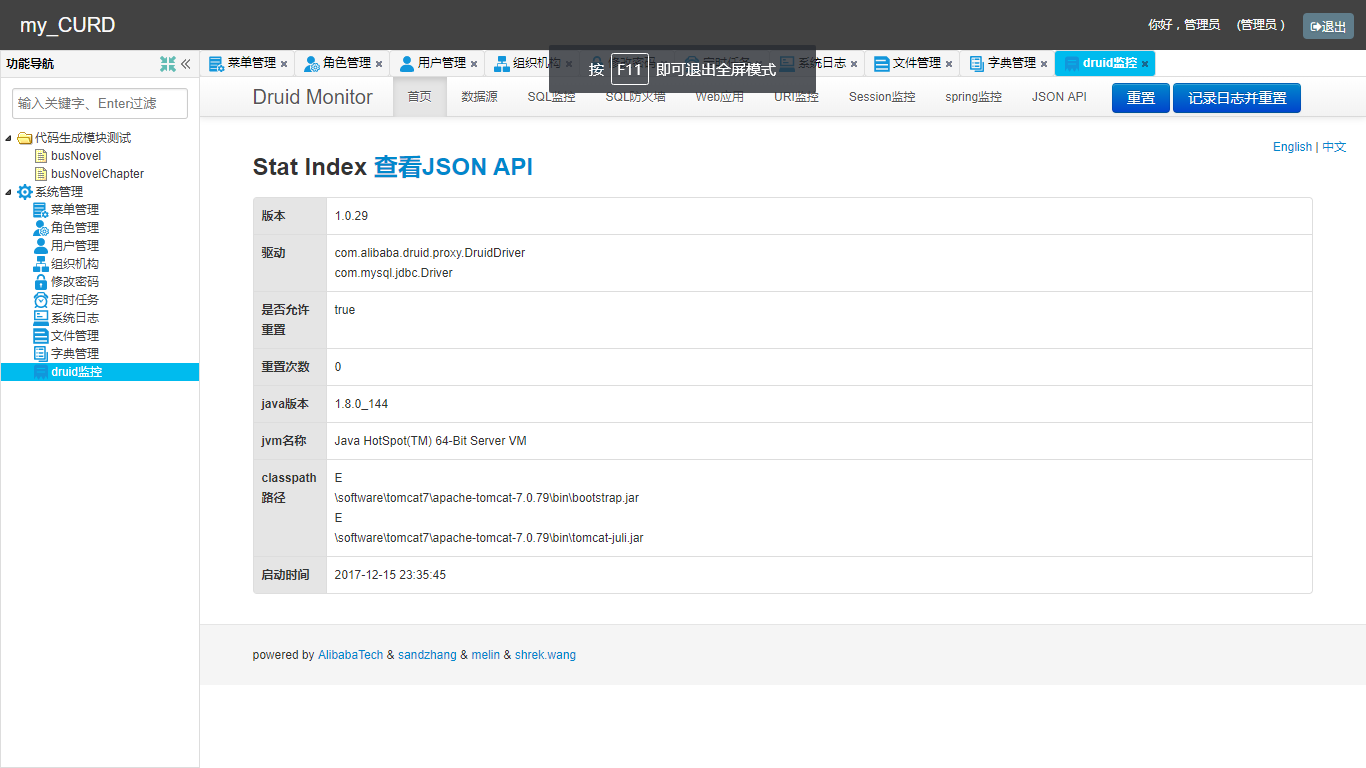 my_CURD
你好，管理员 (管理员)
退出
功能导航
菜单管理
角色管理
用户管理
组织机构
修改密码
定时任务
系统日志
文件管理
字典管理
druid监控
按 F11 即可退出全屏模式
输入关键字、Enter过滤
代码生成模块测试
busNovel
busNovelChapter
系统管理
菜单管理
角色管理
用户管理
组织机构
修改密码
定时任务
系统日志
文件管理
字典管理
druid监控
Druid Monitor
首页
数据源
SQL监控
SQL防火墙
Web应用
URI监控
Session监控
spring监控
JSON API
重置
记录日志并重置
English | 中文
Stat Index 查看JSON API
版本
1.0.29
驱动
com.alibaba.druid.proxy.DruidDriver
com.mysql.jdbc.Driver
是否允许
重置
true
重置次数
0
java版本
1.8.0_144
jvm名称
Java HotSpot(TM) 64-Bit Server VM
classpath
路径
E
\software\tomcat7\apache-tomcat-7.0.79\bin\bootstrap.jar
E
\software\tomcat7\apache-tomcat-7.0.79\bin\tomcat-juli.jar
启动时间
2017-12-15 23:35:45
powered by AlibabaTech & sandzhang & melin & shrek.wang